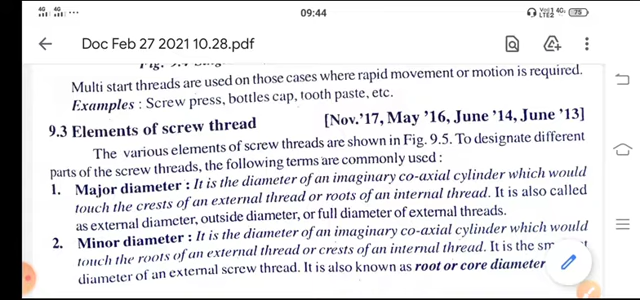 4G 4G ... 09:44 Vo) 4G LTE2 75
Doc Feb 27 2021 10.28.pdf
Multi start threads are used on those cases where rapid movement or motion is required.
Examples : Screw press, bottles cap, tooth paste, etc.
9.3 Elements of screw thread [Nov.'17, May '16, June '14, June '13]
The various elements of screw threads are shown in Fig. 9.5. To designate different
parts of the screw threads, the following terms are commonly used :
1. Major diameter : It is the diameter of an imaginary co-axial cylinder which would
touch the crests of an external thread or roots of an internal thread. It is also called
as external diameter, outside diameter, or full diameter of external threads.
2. Minor diameter : It is the diameter of an imaginary co-axial cylinder which would
touch the roots of an external thread or crests of an internal thread. It is the
diameter of an external screw thread. It is also known as root or core diameter